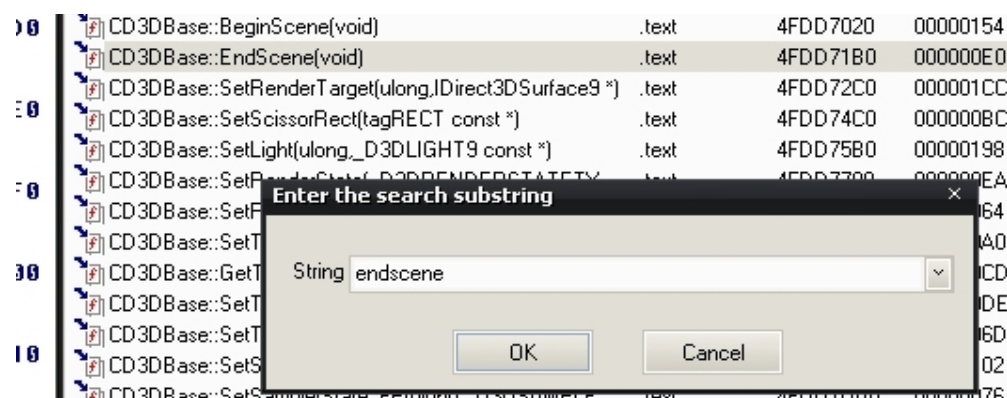 CD3DBase::BeginScene(void) .text 4FDD7020 00000154
CD3DBase::EndScene(void) .text 4FDD71B0 000000E0
CD3DBase::SetRenderTarget(ulong,IDirect3DSurface9 *) .text 4FDD72C0 000001CC
CD3DBase::SetScissorRect(tagRECT const *) .text 4FDD74C0 000000BC
CD3DBase::SetLight(ulong,_D3DLIGHT9 const *) .text 4FDD75B0 00000198
Enter the search substring
CD3DBase::SetF
CD3DBase::SetT
CD3DBase::GetT
String endscene
CD3DBase::SetT
CD3DBase::SetT
CD3DBase::SetS
OK Cancel